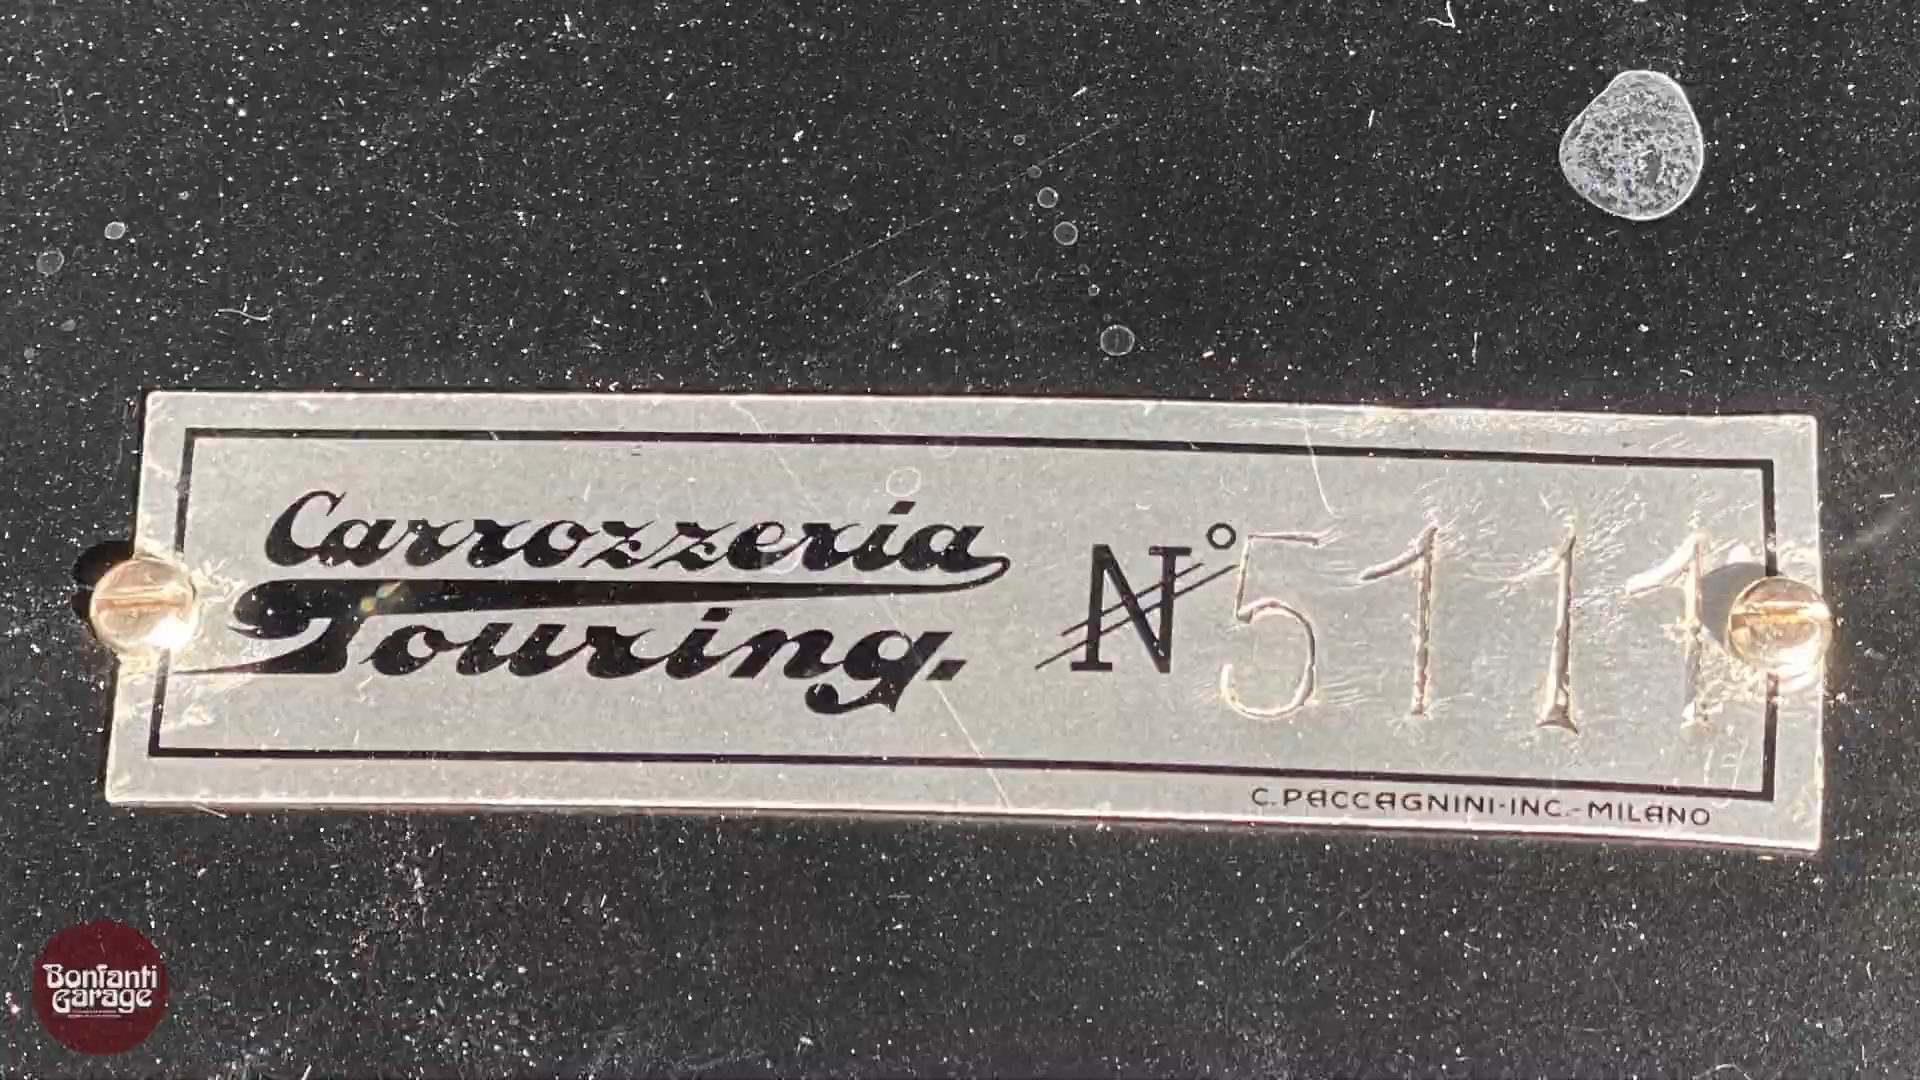 Carrozzeria
Touring.
N° 5111
C. PACCAGNINI-INC.-MILANO
Bonfanti
Garage